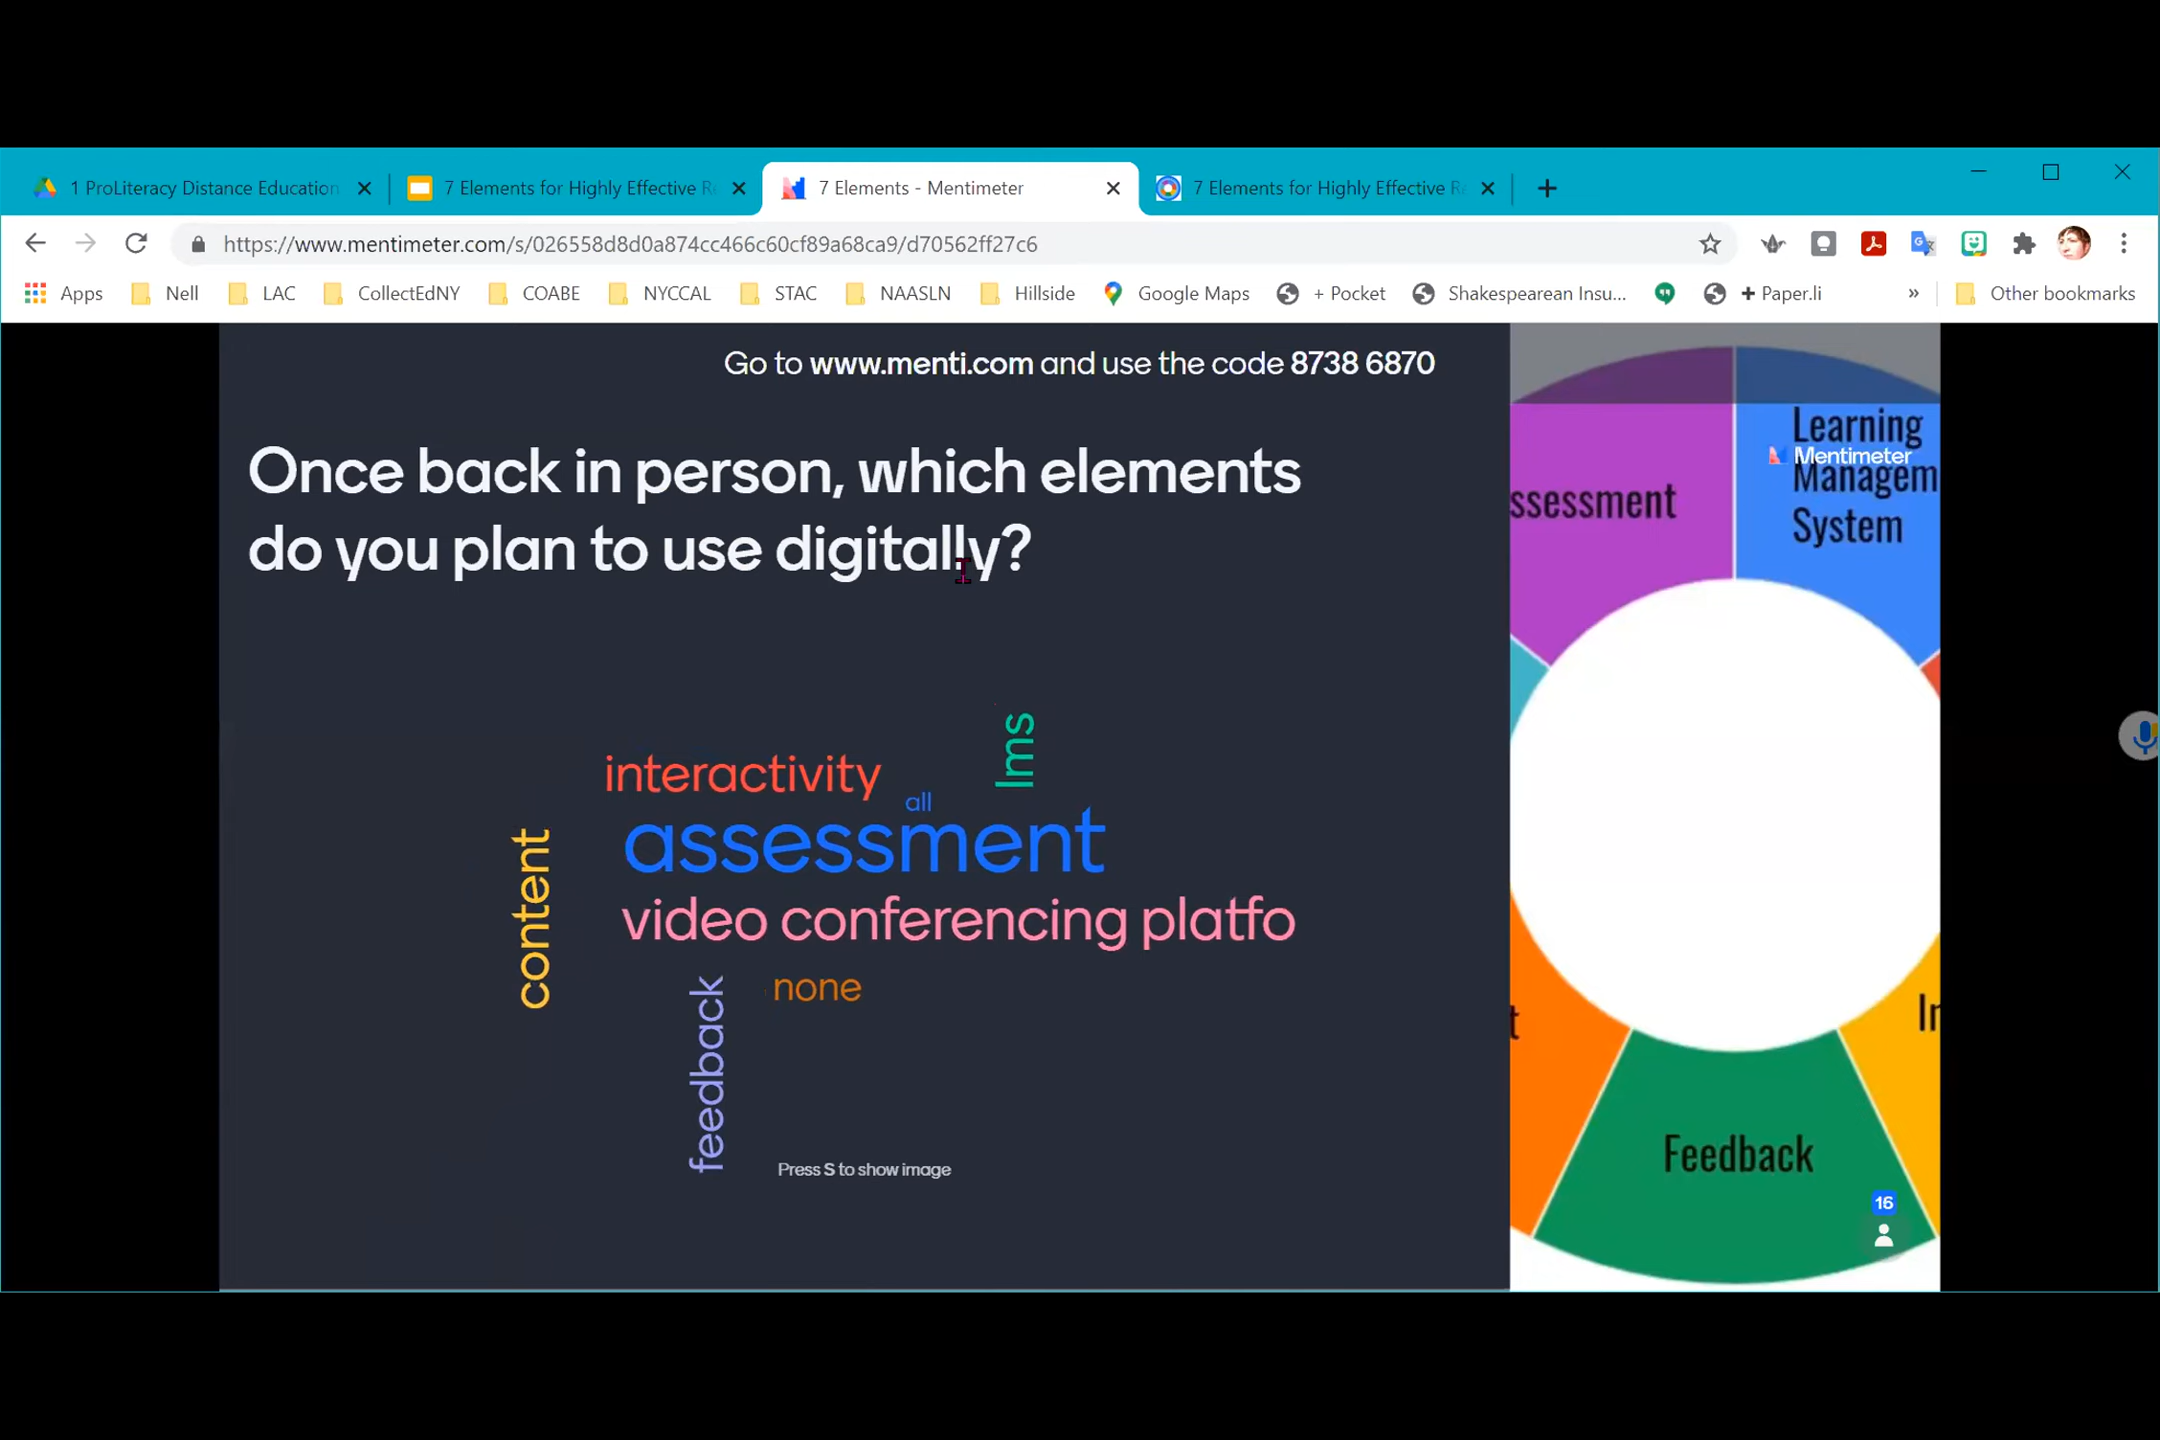 1 ProLiteracy Distance Education
7 Elements for Highly Effective R
7 Elements - Mentimeter
7 Elements for Highly Effective R
https://www.mentimeter.com/s/026558d8d0a874cc466c60cf89a68ca9/d70562ff27c6
Apps Nell LAC CollectEdNY COABE NYCCAL STAC NAASLN Hillside Google Maps + Pocket Shakespearean Insu... + Paper.li » Other bookmarks
Go to www.menti.com and use the code 8738 6870
Once back in person, which elements
do you plan to use digitally?
lms
interactivity
all
assessment
content
video conferencing platfo
none
feedback
Press S to show image
ssessment
Learning
Mentimeter
Managem
System
t
In
Feedback
16